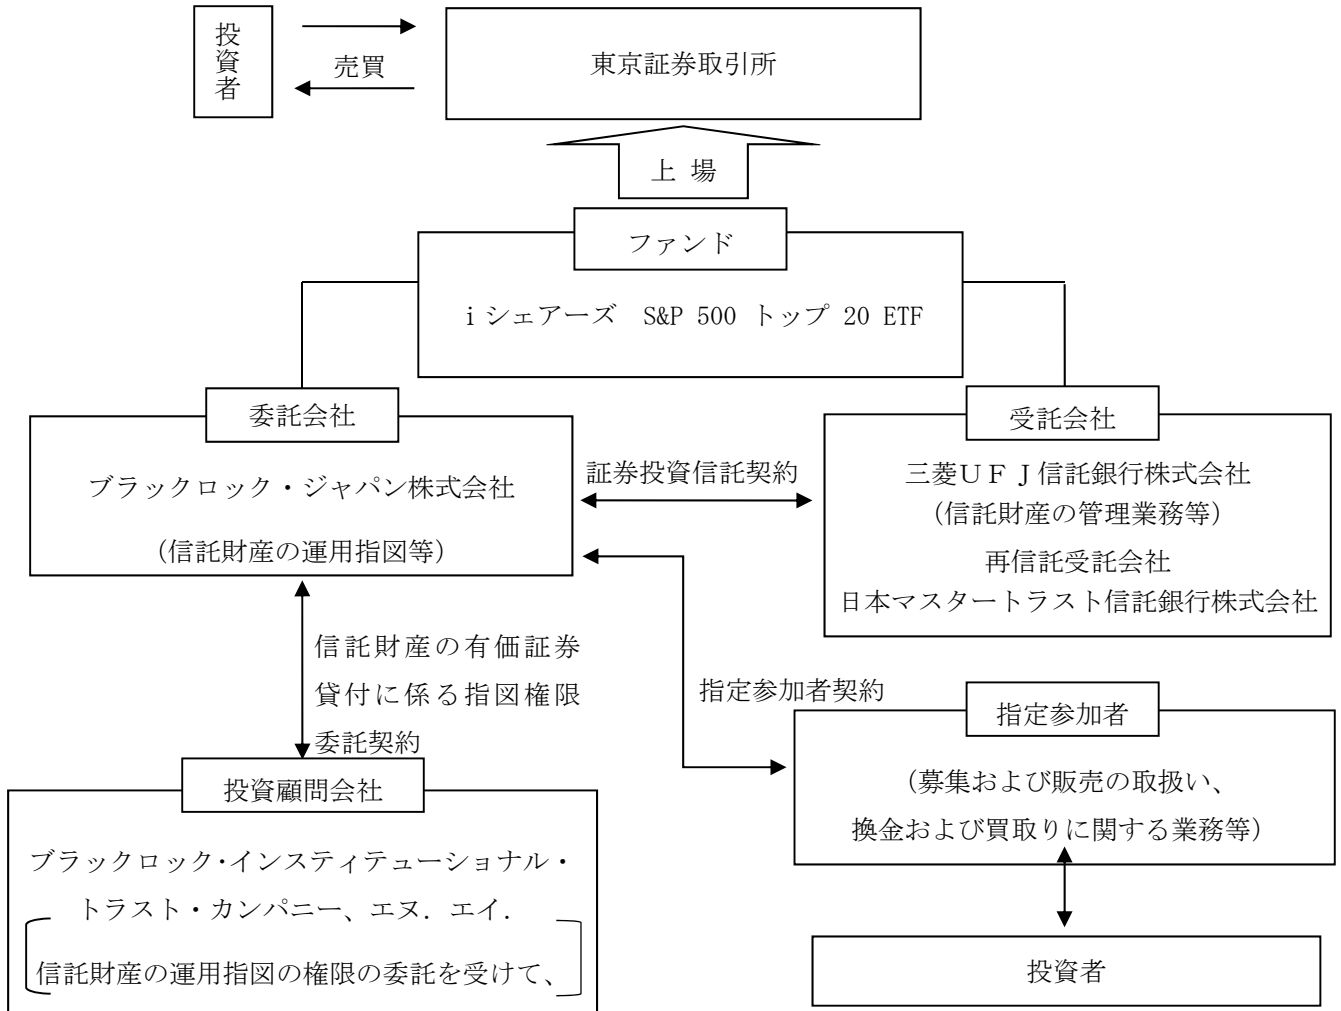 投資者
売買
東京証券取引所
上 場
ファンド
i シェアーズ　S&P 500 トップ 20 ETF
委託会社
ブラックロック・ジャパン株式会社
（信託財産の運用指図等）
証券投資信託契約
受託会社
三菱ＵＦＪ信託銀行株式会社
（信託財産の管理業務等）
再信託受託会社
日本マスタートラスト信託銀行株式会社
信託財産の有価証券
貸付に係る指図権限
委託契約
指定参加者契約
指定参加者
（募集および販売の取扱い、
換金および買取りに関する業務等）
投資顧問会社
ブラックロック・インスティテューショナル・
トラスト・カンパニー、エヌ．エイ．
信託財産の運用指図の権限の委託を受けて、
投資者